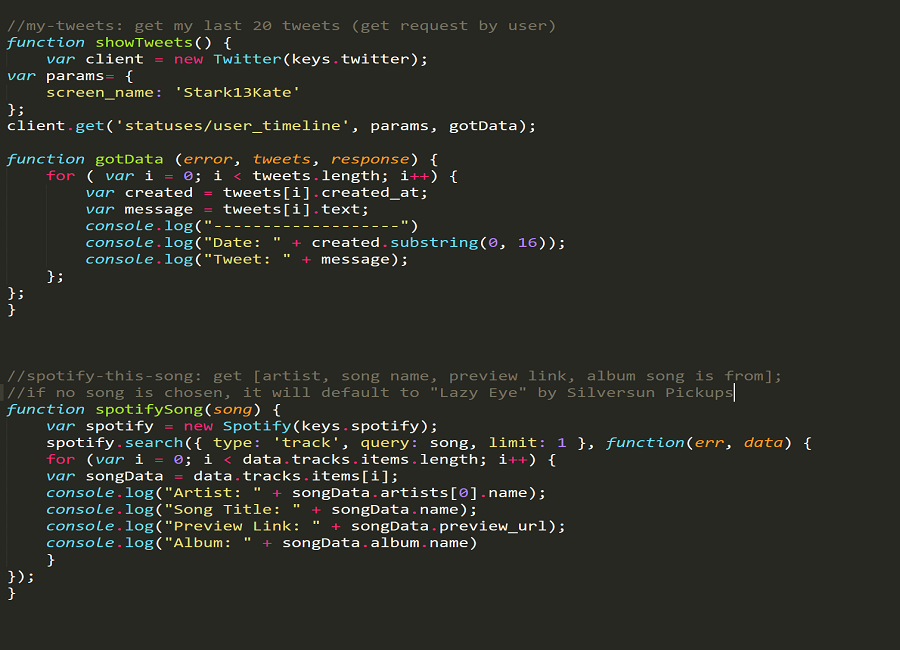 //my-tweets: get my last 20 tweets (get request by user)
function showTweets() {
    var client = new Twitter(keys.twitter);
var params= {
    screen_name: 'Stark13Kate'
};
client.get('statuses/user_timeline', params, gotData);
function gotData (error, tweets, response) {
    for ( var i = 0; i < tweets.length; i++) {
        var created = tweets[i].created_at;
        var message = tweets[i].text;
        console.log("-------------------")
        console.log("Date: " + created.substring(0, 16));
        console.log("Tweet: " + message);
    };
};
}
//spotify-this-song: get [artist, song name, preview link, album song is from];
//if no song is chosen, it will default to "Lazy Eye" by Silversun Pickups
function spotifySong(song) {
    var spotify = new Spotify(keys.spotify);
    spotify.search({ type: 'track', query: song, limit: 1 }, function(err, data) {
    for (var i = 0; i < data.tracks.items.length; i++) {
    var songData = data.tracks.items[i];
    console.log("Artist: " + songData.artists[0].name);
    console.log("Song Title: " + songData.name);
    console.log("Preview Link: " + songData.preview_url);
    console.log("Album: " + songData.album.name)
    }
});
}